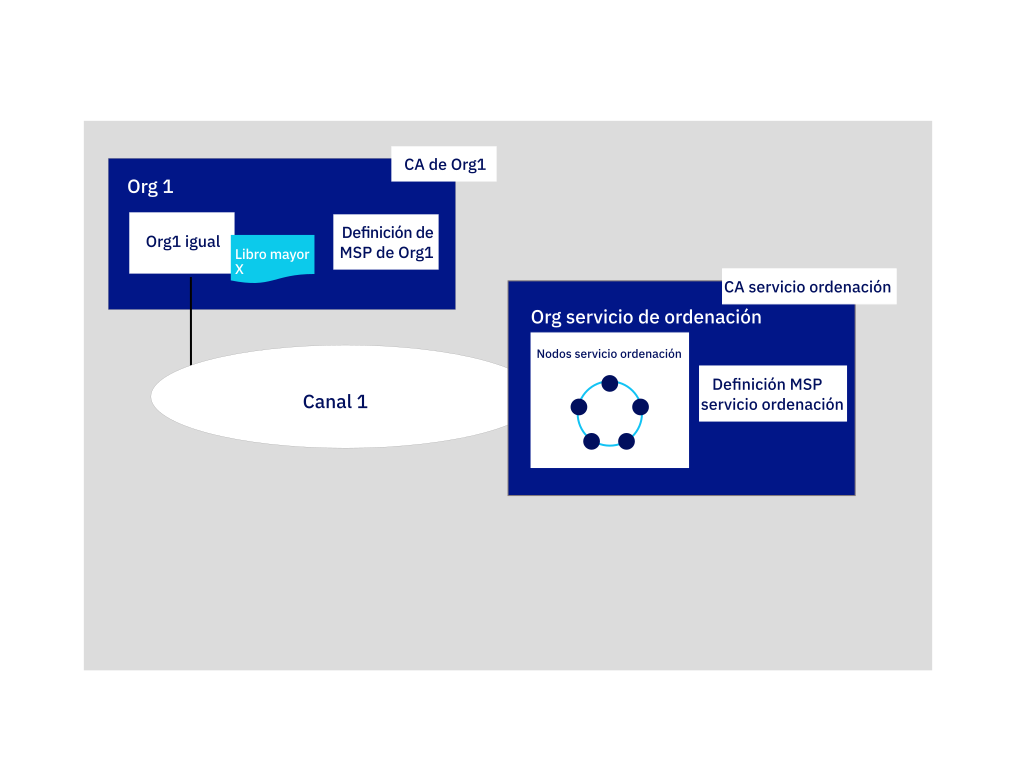 CA de Org1
Org 1
Org1 igual
Libro mayor
X
Definición de
MSP de Org1
CA servicio ordenación
Org servicio de ordenación
Nodos servicio ordenación
Definición MSP
servicio ordenación
Canal 1